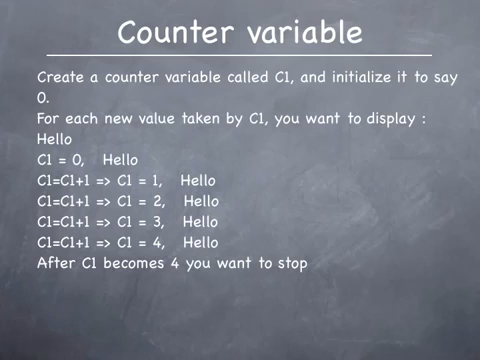 Counter variable
Create a counter variable called C1, and initialize it to say
0.
For each new value taken by C1, you want to display :
Hello
C1 = 0,   Hello
C1=C1+1 => C1 = 1,   Hello
C1=C1+1 => C1 = 2,   Hello
C1=C1+1 => C1 = 3,   Hello
C1=C1+1 => C1 = 4,   Hello
After C1 becomes 4 you want to stop